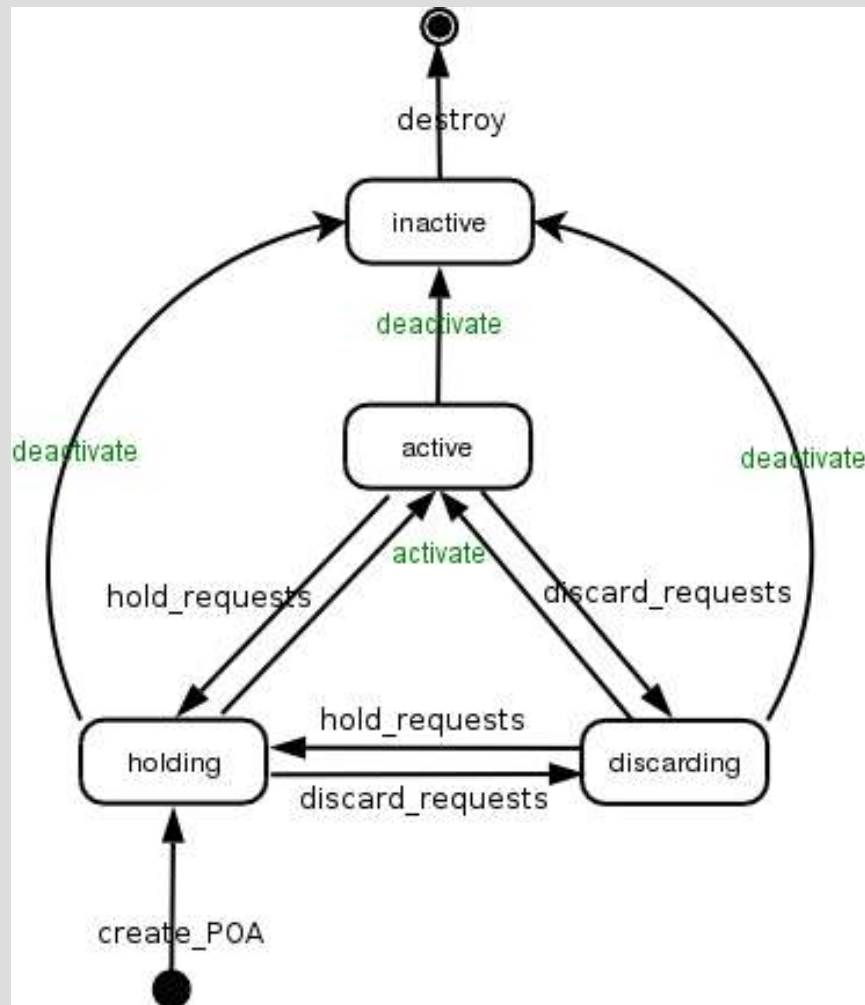 destroy
inactive
deactivate
active
deactivate
deactivate
activate
hold_requests
discard_requests
hold_requests
holding
discarding
discard_requests
create_POA